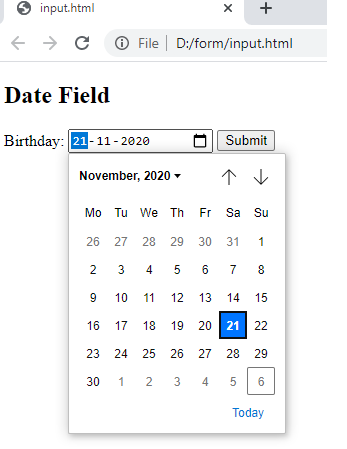 input.html
File | D:/form/input.html
Date Field
Birthday: 21-11-2020 Submit
November, 2020
Mo Tu We Th Fr Sa Su
26 27 28 29 30 31 1
2 3 4 5 6 7 8
9 10 11 12 13 14 15
16 17 18 19 20 21 22
23 24 25 26 27 28 29
30 1 2 3 4 5 6
Today